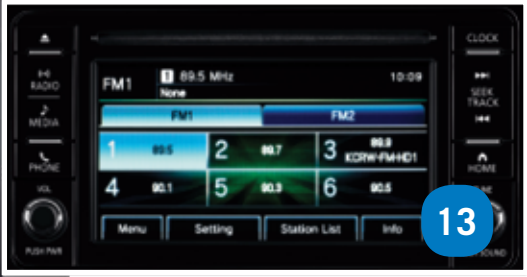 CLOCK
RADIO
FM1 1 89.5 MHz 10:09
None
SEEK
TRACK
MEDIA
FM1 FM2
1 89.5 2 89.7 3 89.9
KCRW-FM-HD1
PHONE
HOME
4 90.1 5 90.3 6 90.5
VOL
Menu Setting Station List Info
13
PUSH PWR
SOUND